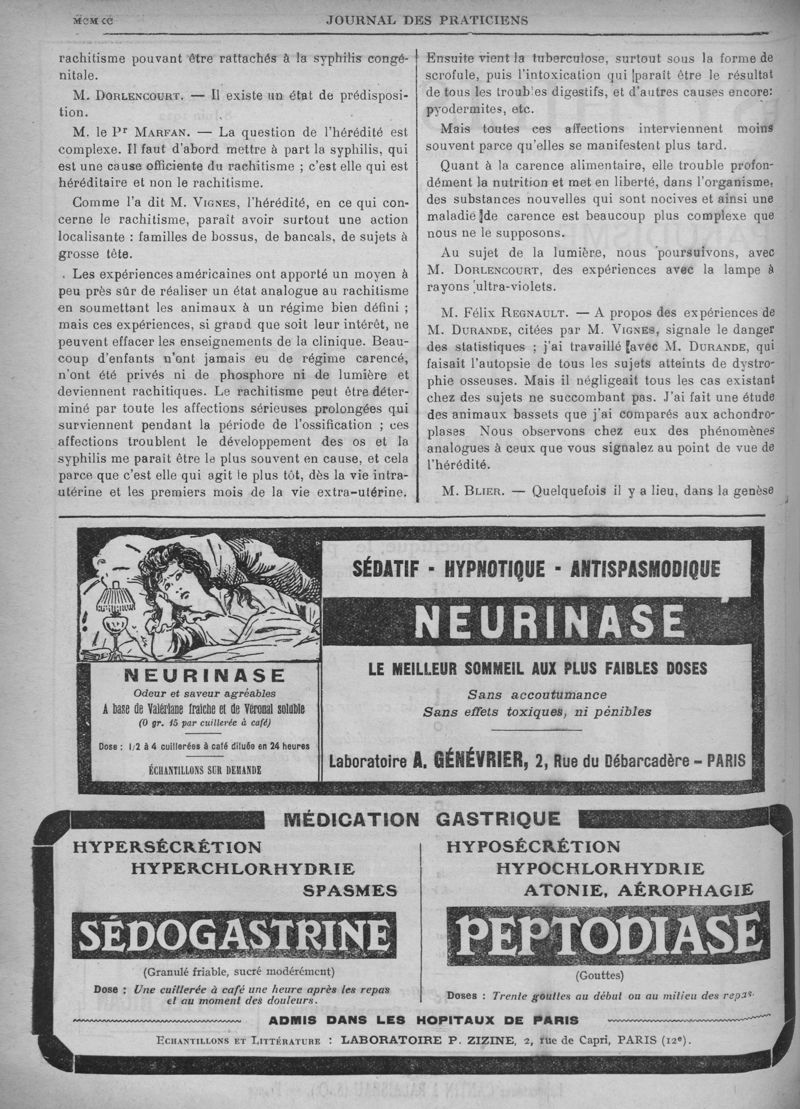 MCMCC
JOURNAL DES PRATICIENS
rachitisme pouvant être rattachés à la syphilis congé-
nitale.
M. DORLENCOURT. — Il existe un état de prédisposi-
tion.
M. le Pr MARFAN. — La question de l'hérédité est
complexe. Il faut d'abord mettre à part la syphilis, qui
est une cause officiente du rachitisme ; c'est elle qui est
héréditaire et non le rachitisme.
Comme l'a dit M. VIGNES, l'hérédité, en ce qui con-
cerne le rachitisme, paraît avoir surtout une action
localisante : familles de bossus, de bancals, de sujets à
grosse tête.
Les expériences américaines ont apporté un moyen à
peu près sûr de réaliser un état analogue au rachitisme
en soumettant les animaux à un régime bien défini ;
mais ces expériences, si grand que soit leur intérêt, ne
peuvent effacer les enseignements de la clinique. Beau-
coup d'enfants n'ont jamais eu de régime carencé,
n'ont été privés ni de phosphore ni de lumière et
deviennent rachitiques. Le rachitisme peut être déter-
miné par toute les affections sérieuses prolongées qui
surviennent pendant la période de l'ossification ; ces
affections troublent le développement des os et la
syphilis me parait être le plus souvent en cause, et cela
parce que c'est elle qui agit le plus tôt, dès la vie intra-
utérine et les premiers mois de la vie extra-utérine.
Ensuite vient la tuberculose, surtout sous la forme de
scrofule, puis l'intoxication qui paraît être le résultat
de tous les troubles digestifs, et d'autres causes encore:
pyodermites, etc.
Mais toutes ces affections interviennent moins
souvent parce qu'elles se manifestent plus tard.
Quant à la carence alimentaire, elle trouble profon-
dément la nutrition et met en liberté, dans l'organisme,
des substances nouvelles qui sont nocives et ainsi une
maladie de carence est beaucoup plus complexe que
nous ne le supposons.
Au sujet de la lumière, nous poursuivons, avec
M. DORLENCOURT, des expériences avec la lampe à
rayons ultra-violets.
M. Félix REGNAULT. — A propos des expériences de
M. DURANDE, citées par M. VIGNES, signale le danger
des statistiques ; j'ai travaillé avec M. DURANDE, qui
faisait l'autopsie de tous les sujets atteints de dystro-
phie osseuses. Mais il négligeait tous les cas existant
chez des sujets ne succombant pas. J'ai fait une étude
des animaux bassets que j'ai comparés aux achondro-
plases Nous observons chez eux des phénomènes
analogues à ceux que vous signalez au point de vue de
l'hérédité.
M. BLIER. — Quelquefois il y a lieu, dans la genèse
NEURINASE
Odeur et saveur agréables
A base de Valériane fraîche et de Véronal soluble
(0 gr. 15 par cuillerée à café)
Dose : 1/2 à 4 cuillerées à café diluée en 24 heures
ÉCHANTILLONS SUR DEMANDE
SÉDATIF - HYPNOTIQUE - ANTISPASMODIQUE
NEURINASE
LE MEILLEUR SOMMEIL AUX PLUS FAIBLES DOSES
Sans accoutumance
Sans effets toxiques, ni pénibles
Laboratoire A. GÉNÉVRIER, 2, Rue du Débarcadère - PARIS
MÉDICATION GASTRIQUE
HYPERSÉCRÉTION
HYPERCHLORHYDRIE
SPASMES
SÉDOGASTRINE
(Granulé friable, sucré modérément)
Dose : Une cuillerée à café une heure après les repas
et au moment des douleurs.
HYPOSÉCRÉTION
HYPOCHLORHYDRIE
ATONIE, AÉROPHAGIE
PEPTODIASE
(Gouttes)
Doses : Trente gouttes au début ou au milieu des repas.
ADMIS DANS LES HOPITAUX DE PARIS
ECHANTILLONS ET LITTÉRATURE : LABORATOIRE P. ZIZINE, 2, rue de Capri, PARIS (12e).